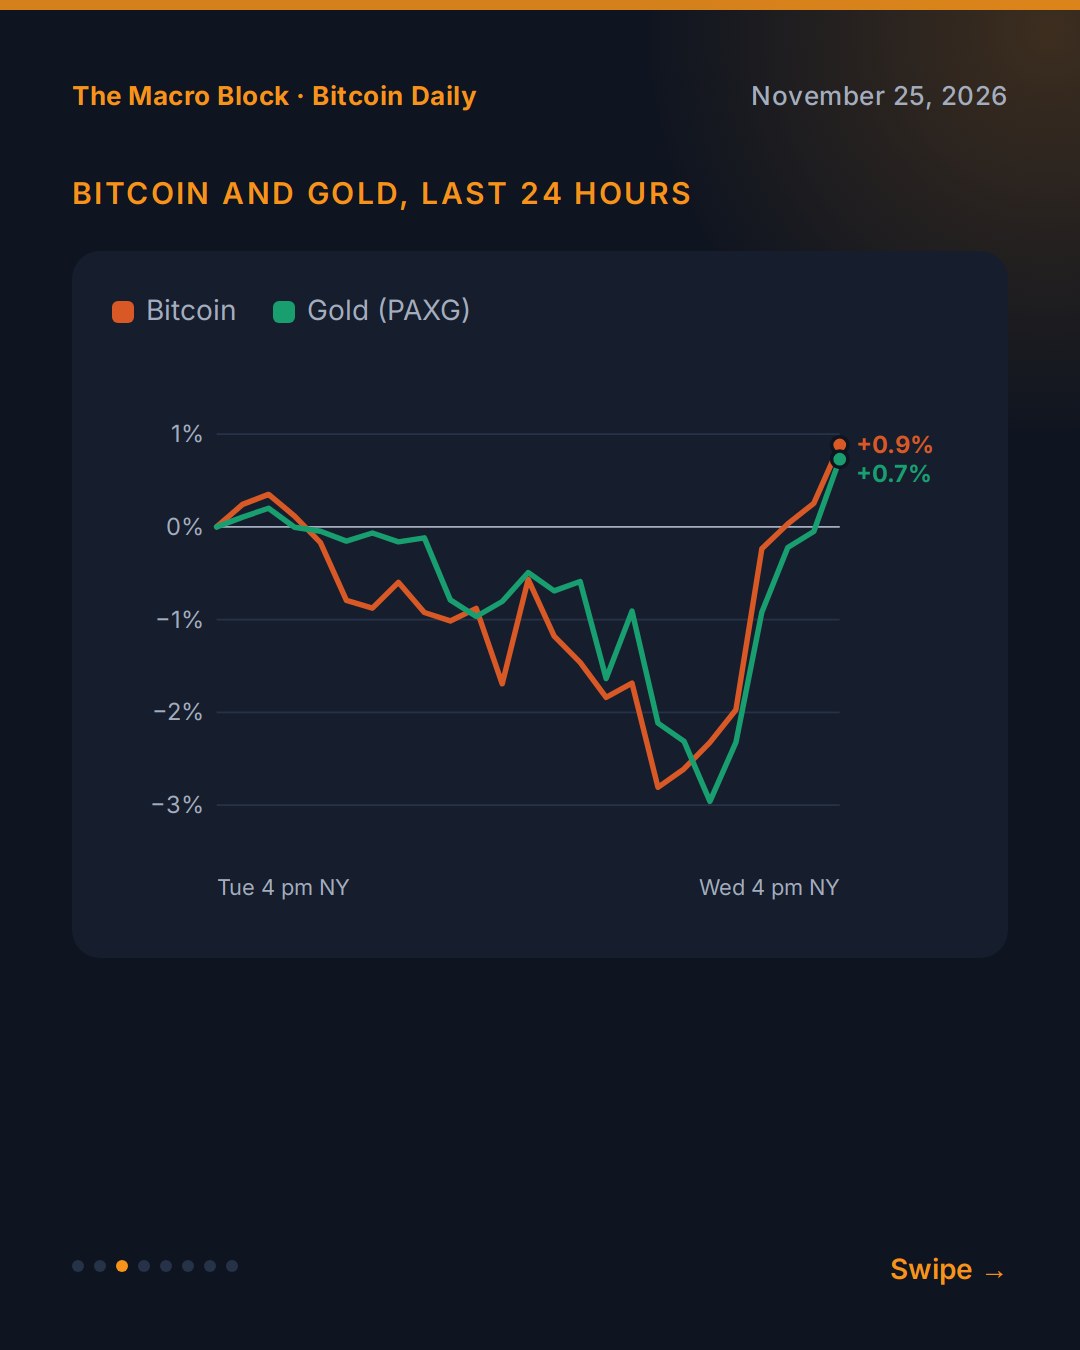 The Macro Block · Bitcoin Daily
November 25, 2026
BITCOIN AND GOLD, LAST 24 HOURS
Bitcoin
Gold (PAXG)
1%
0%
−1%
−2%
−3%
+0.9%
+0.7%
Tue 4 pm NY
Wed 4 pm NY
Swipe →